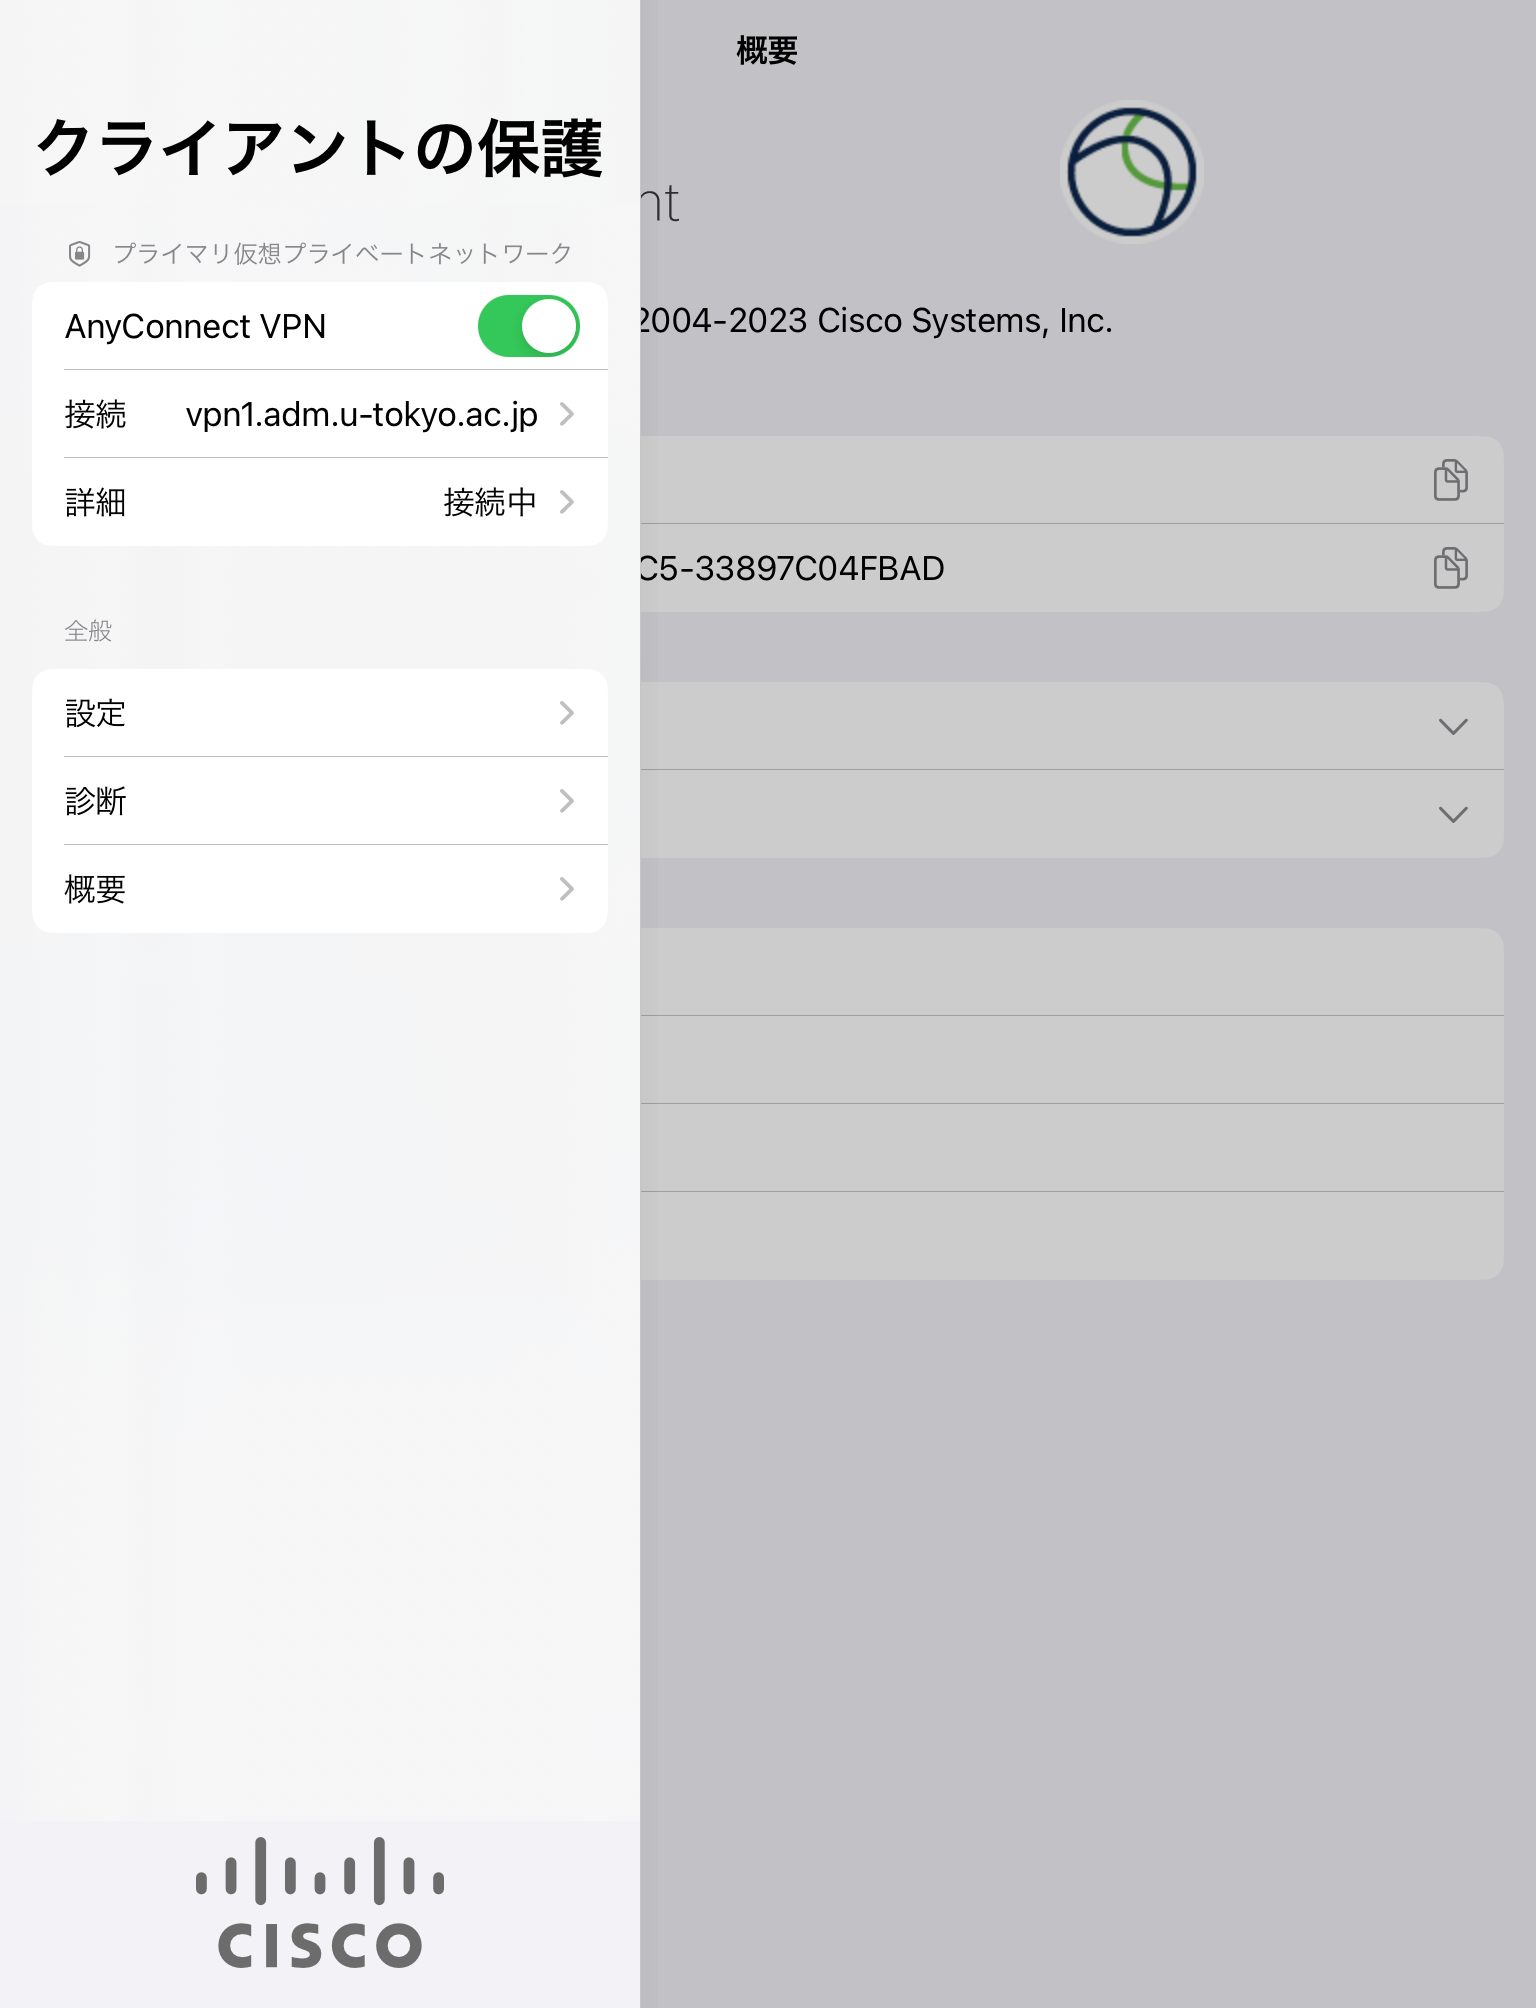 クライアントの保護
プライマリ仮想プライベートネットワーク
AnyConnect VPN
接続 vpn1.adm.u-tokyo.ac.jp
詳細 接続中
全般
設定
診断
概要
CISCO
概要
nt
2004-2023 Cisco Systems, Inc.
C5-33897C04FBAD